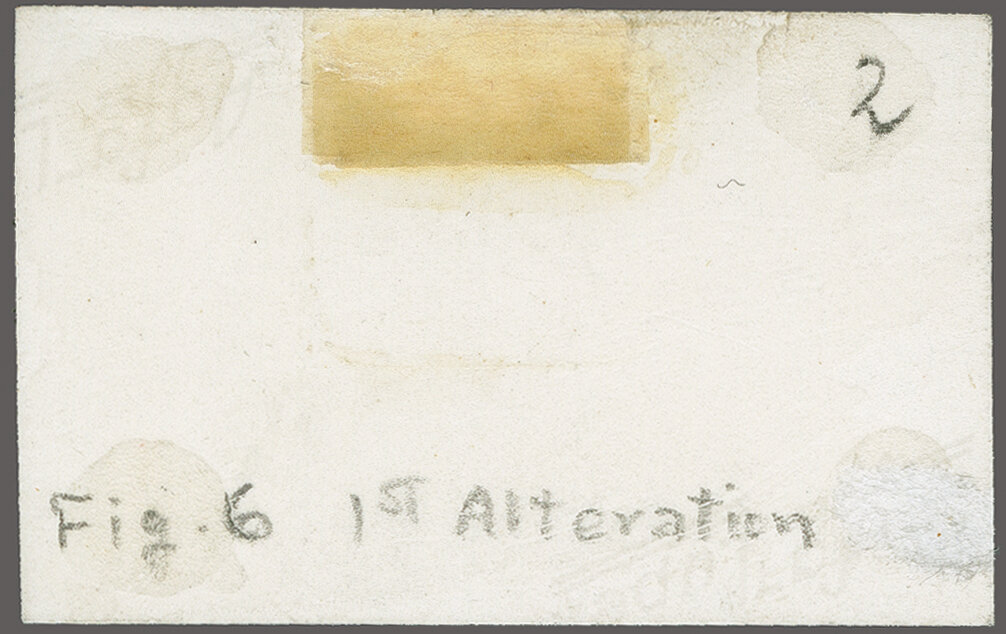 2
Fig. 6 1st Alteration